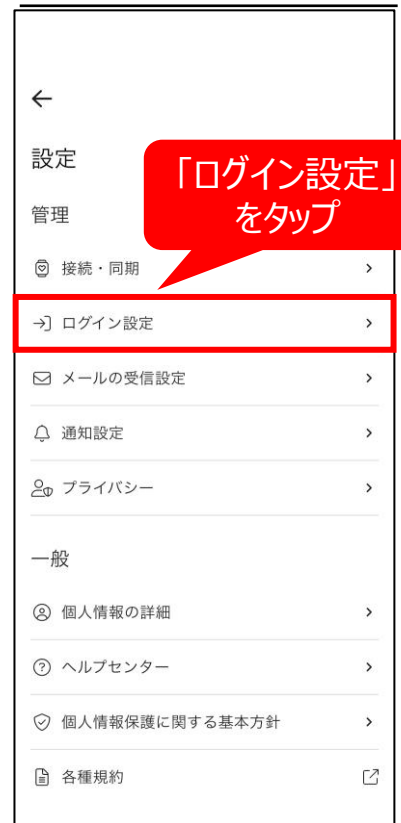 設定
「ログイン設定」
をタップ
管理
接続・同期
ログイン設定
メールの受信設定
通知設定
プライバシー
一般
個人情報の詳細
ヘルプセンター
個人情報保護に関する基本方針
各種規約